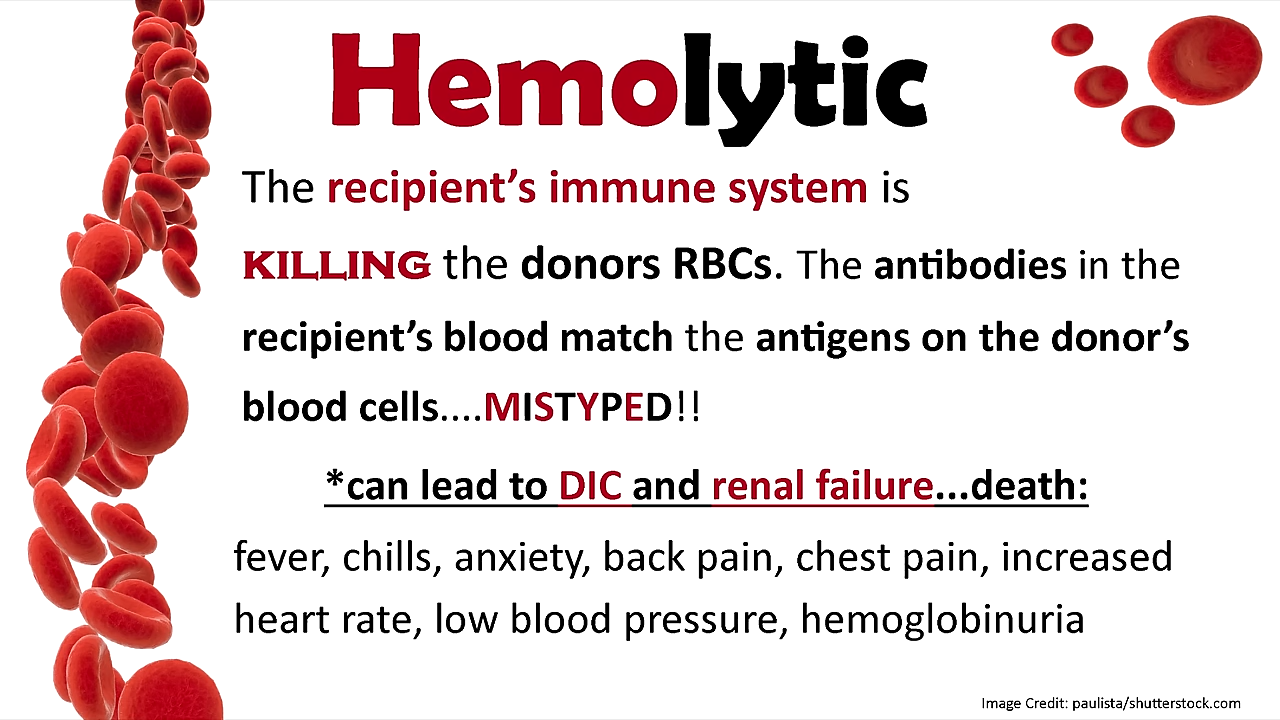 Hemolytic
The recipient's immune system is
KILLING the donors RBCs. The antibodies in the
recipient's blood match the antigens on the donor's
blood cells....MISTYPED!!
*can lead to DIC and renal failure...death:
fever, chills, anxiety, back pain, chest pain, increased
heart rate, low blood pressure, hemoglobinuria
Image Credit: paulista/shutterstock.com